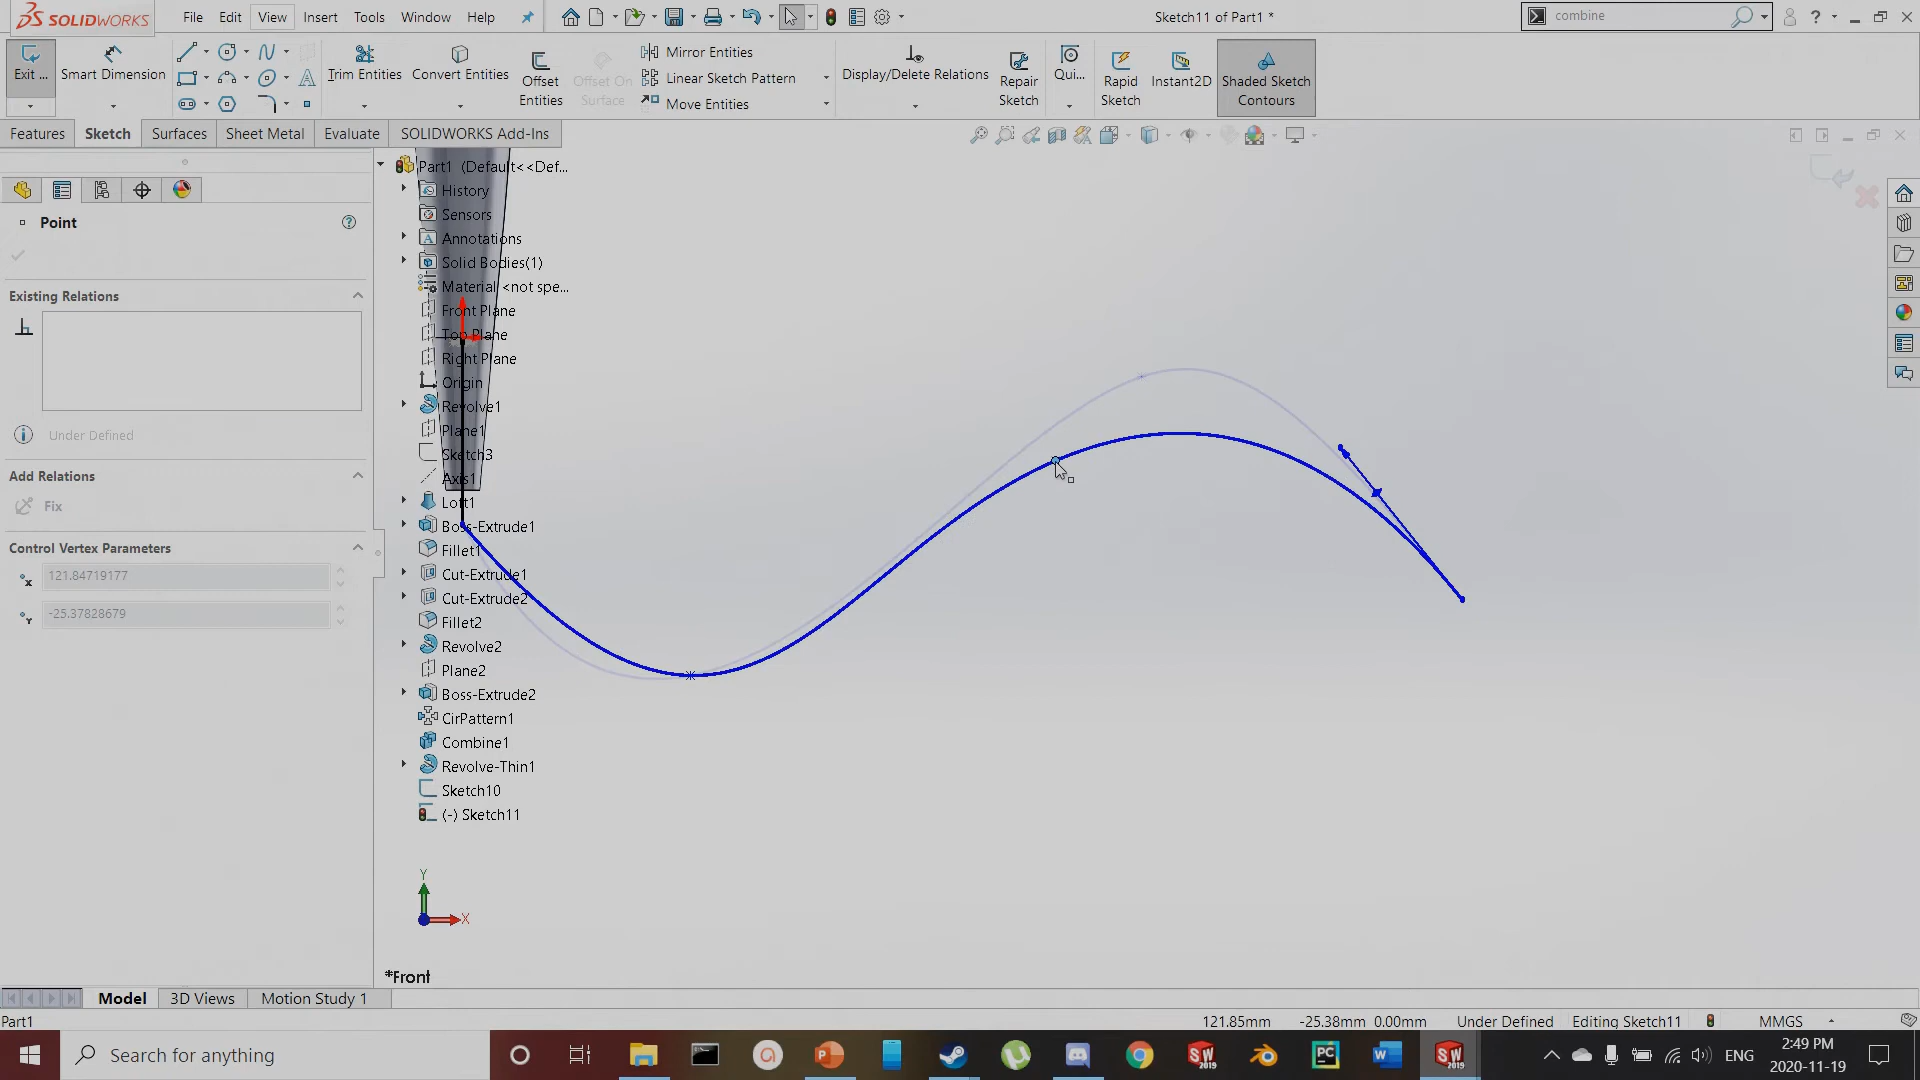 SOLIDWORKS
File Edit View Insert Tools Window Help
Sketch11 of Part1 *
combine
Exit ...
Smart Dimension
Trim Entities
Convert Entities
Offset Entities
Offset On Surface
Mirror Entities
Linear Sketch Pattern
Move Entities
Display/Delete Relations
Repair Sketch
Qui...
Rapid Sketch
Instant2D
Shaded Sketch Contours
Features Sketch Surfaces Sheet Metal Evaluate SOLIDWORKS Add-Ins
Point
Existing Relations
Under Defined
Add Relations
Fix
Control Vertex Parameters
121.84719177
-25.37828679
Part1 (Default<<Def...
History
Sensors
Annotations
Solid Bodies(1)
Material <not spe...
Front Plane
Top Plane
Right Plane
Origin
Revolve1
Plane1
Sketch3
Axis1
Loft1
Boss-Extrude1
Fillet1
Cut-Extrude1
Cut-Extrude2
Fillet2
Revolve2
Plane2
Boss-Extrude2
CirPattern1
Combine1
Revolve-Thin1
Sketch10
(-) Sketch11
Y
X
*Front
Model 3D Views Motion Study 1
Part1
121.85mm -25.38mm 0.00mm Under Defined Editing Sketch11 MMGS
Search for anything
ENG
2:49 PM
2020-11-19